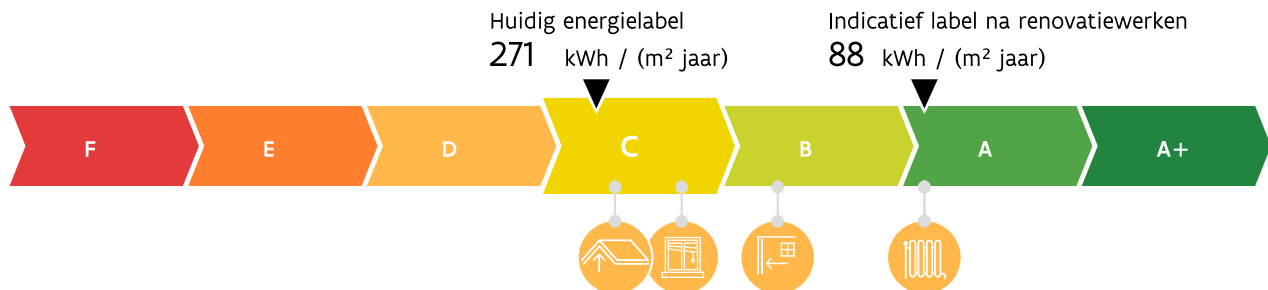 Huidig energielabel
271 kWh / (m² jaar)
Indicatief label na renovatiewerken
88 kWh / (m² jaar)
F E D C B A A+